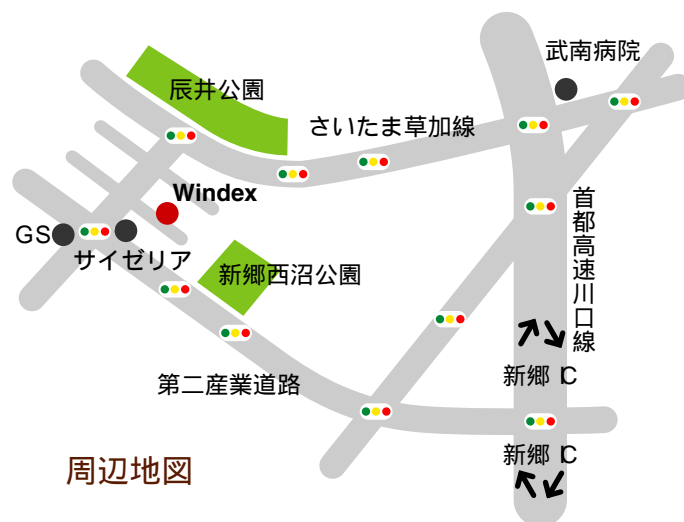 武南病院
辰井公園
さいたま草加線
Windex
首都高速川口線
GS
サイゼリア
新郷西沼公園
新郷 IC
第二産業道路
新郷 IC
周辺地図